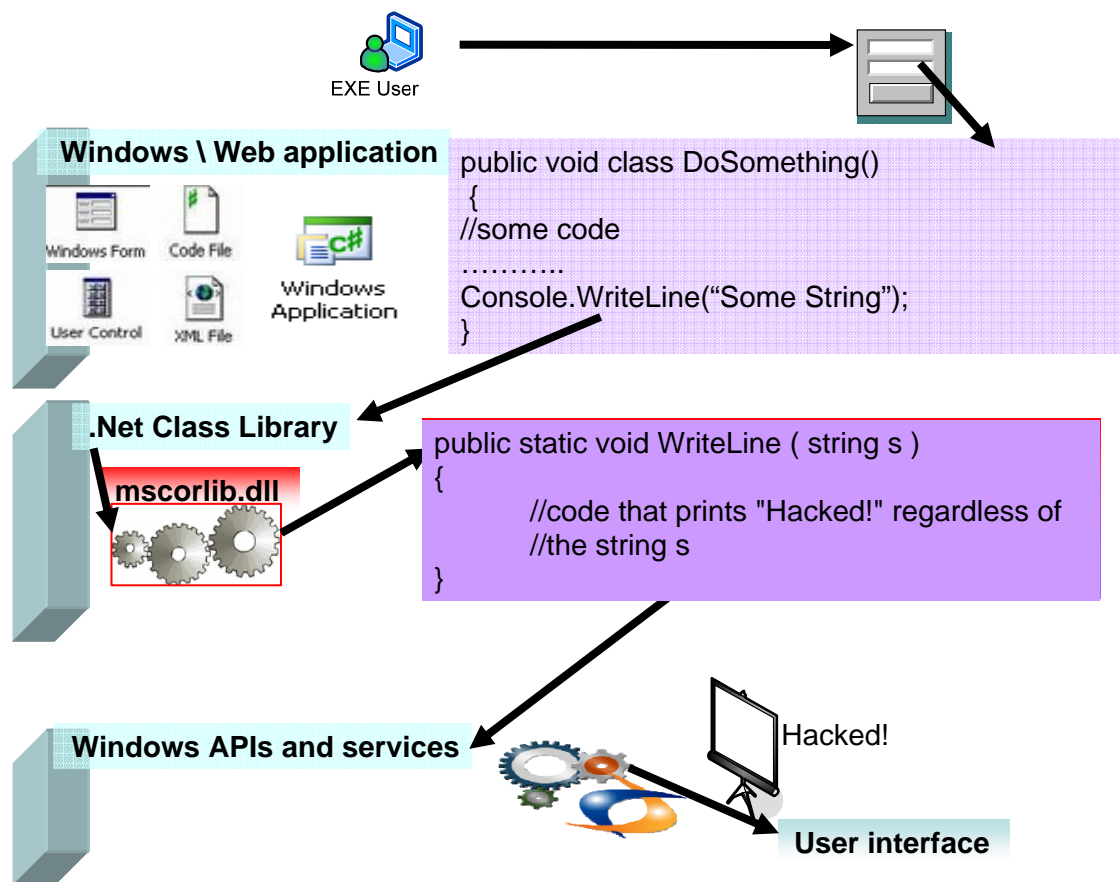 EXE User
Windows \ Web application
Windows Form
Code File
User Control
XML File
C#
Windows
Application
public void class DoSomething()
{
//some code
………..
Console.WriteLine(“Some String”);
}
.Net Class Library
mscorlib.dll
public static void WriteLine ( string s )
{
//code that prints "Hacked!" regardless of
//the string s
}
Windows APIs and services
Hacked!
User interface